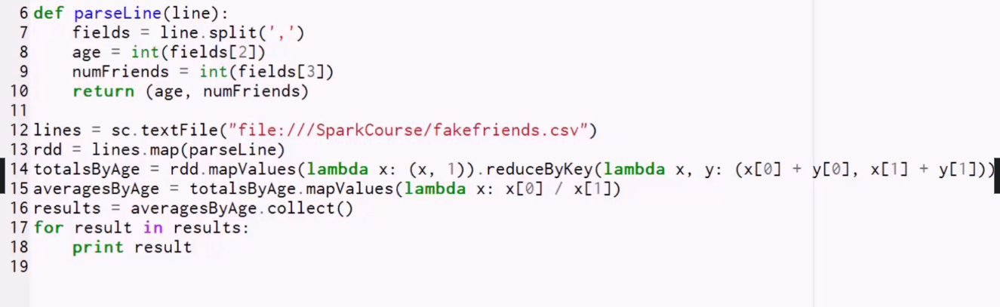 6 def parseLine(line):
7     fields = line.split(',')
8     age = int(fields[2])
9     numFriends = int(fields[3])
10     return (age, numFriends)
11
12 lines = sc.textFile("file:///SparkCourse/fakefriends.csv")
13 rdd = lines.map(parseLine)
14 totalsByAge = rdd.mapValues(lambda x: (x, 1)).reduceByKey(lambda x, y: (x[0] + y[0], x[1] + y[1]))
15 averagesByAge = totalsByAge.mapValues(lambda x: x[0] / x[1])
16 results = averagesByAge.collect()
17 for result in results:
18     print result
19